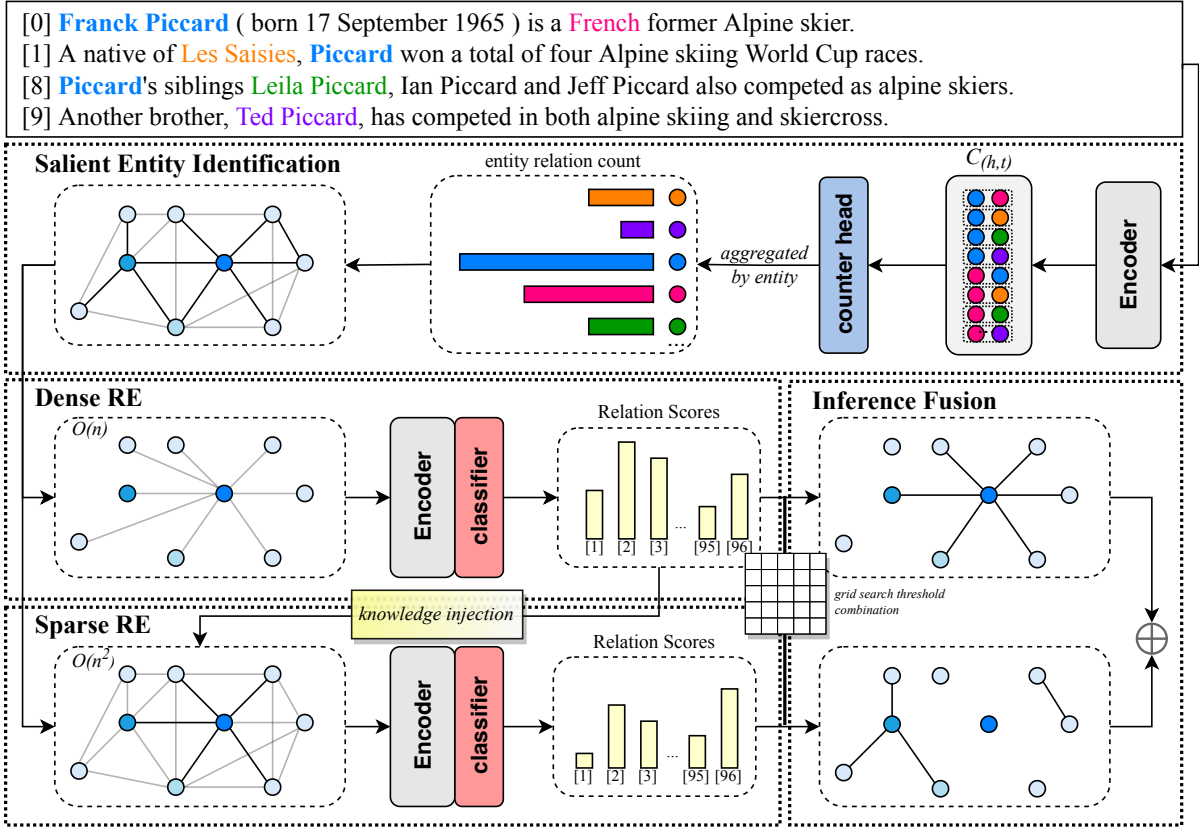 [0] Franck Piccard ( born 17 September 1965 ) is a French former Alpine skier.
[1] A native of Les Saisies, Piccard won a total of four Alpine skiing World Cup races.
[8] Piccard's siblings Leila Piccard, Ian Piccard and Jeff Piccard also competed as alpine skiers.
[9] Another brother, Ted Piccard, has competed in both alpine skiing and skiercross.
Salient Entity Identification
entity relation count
...
aggregated
by entity
counter head
C(h,t)
...
Encoder
Dense RE
O(n)
Encoder
classifier
Relation Scores
...
[1] [2] [3] [95] [96]
knowledge injection
Sparse RE
O(n²)
Encoder
classifier
Relation Scores
...
[1] [2] [3] [95] [96]
Inference Fusion
grid search threshold
combination